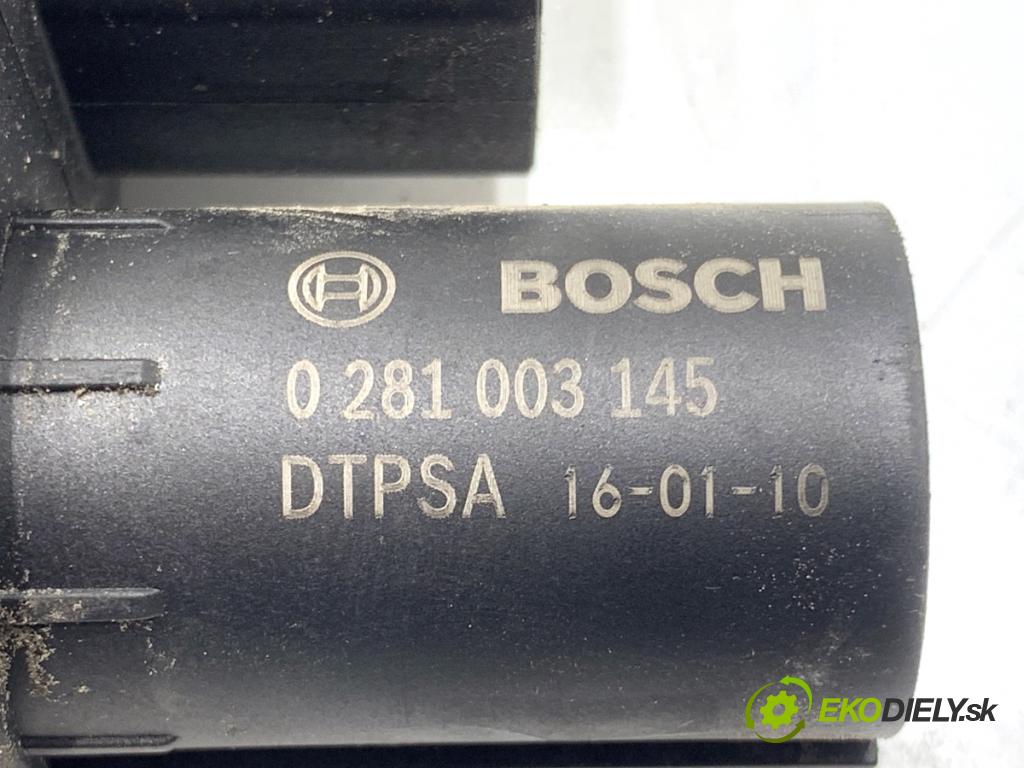 BOSCH
0 281 003 145
DTPSA 16-01-10
EKODIELY.sk